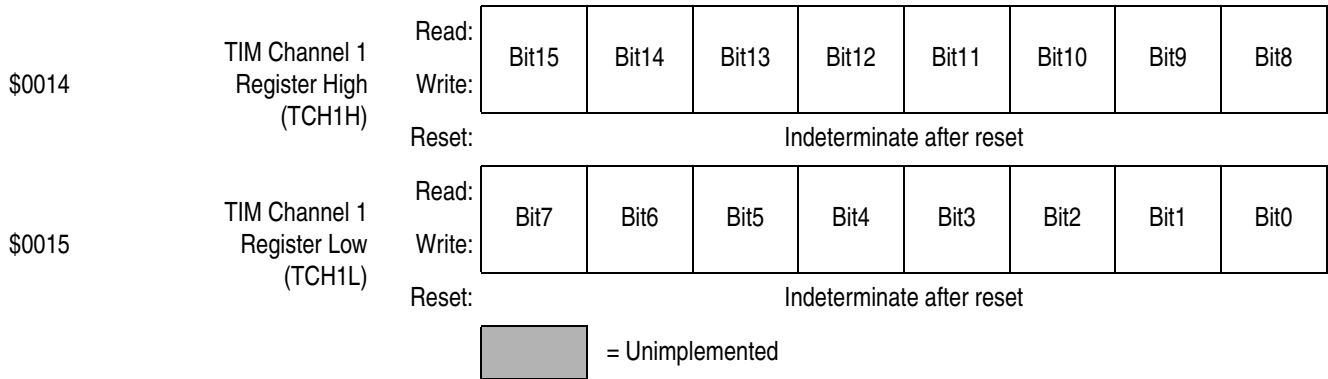 $0014 TIM Channel 1 Register High (TCH1H)
Read: Write: Bit15 Bit14 Bit13 Bit12 Bit11 Bit10 Bit9 Bit8
Reset: Indeterminate after reset
$0015 TIM Channel 1 Register Low (TCH1L)
Read: Write: Bit7 Bit6 Bit5 Bit4 Bit3 Bit2 Bit1 Bit0
Reset: Indeterminate after reset
= Unimplemented